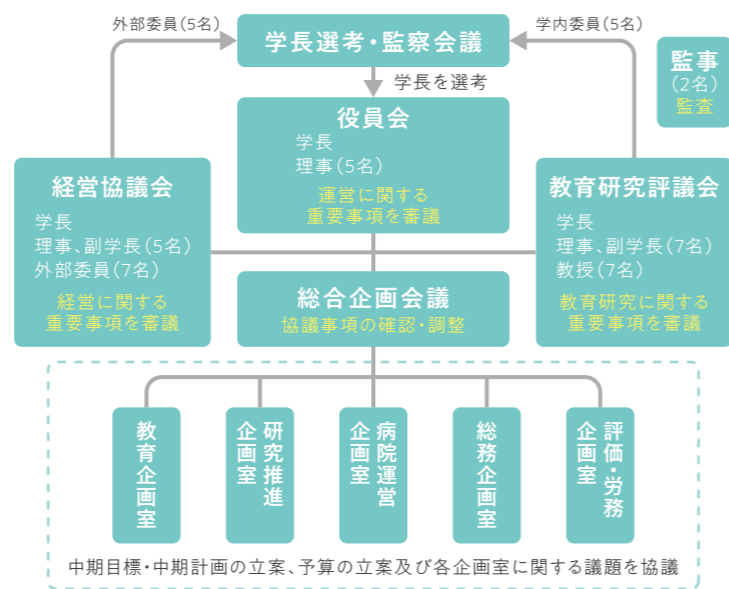 外部委員(5名)
学長選考・監察会議
学内委員(5名)
監事
(2名)
監査
学長を選考
役員会
学長
理事(5名)
運営に関する
重要事項を審議
経営協議会
学長
理事、副学長(5名)
外部委員(7名)
経営に関する
重要事項を審議
教育研究評議会
学長
理事、副学長(7名)
教授(7名)
教育研究に関する
重要事項を審議
総合企画会議
協議事項の確認・調整
教育企画室
研究推進
企画室
病院運営
企画室
総務企画室
評価・労務
企画室
中期目標・中期計画の立案、予算の立案及び各企画室に関する議題を協議